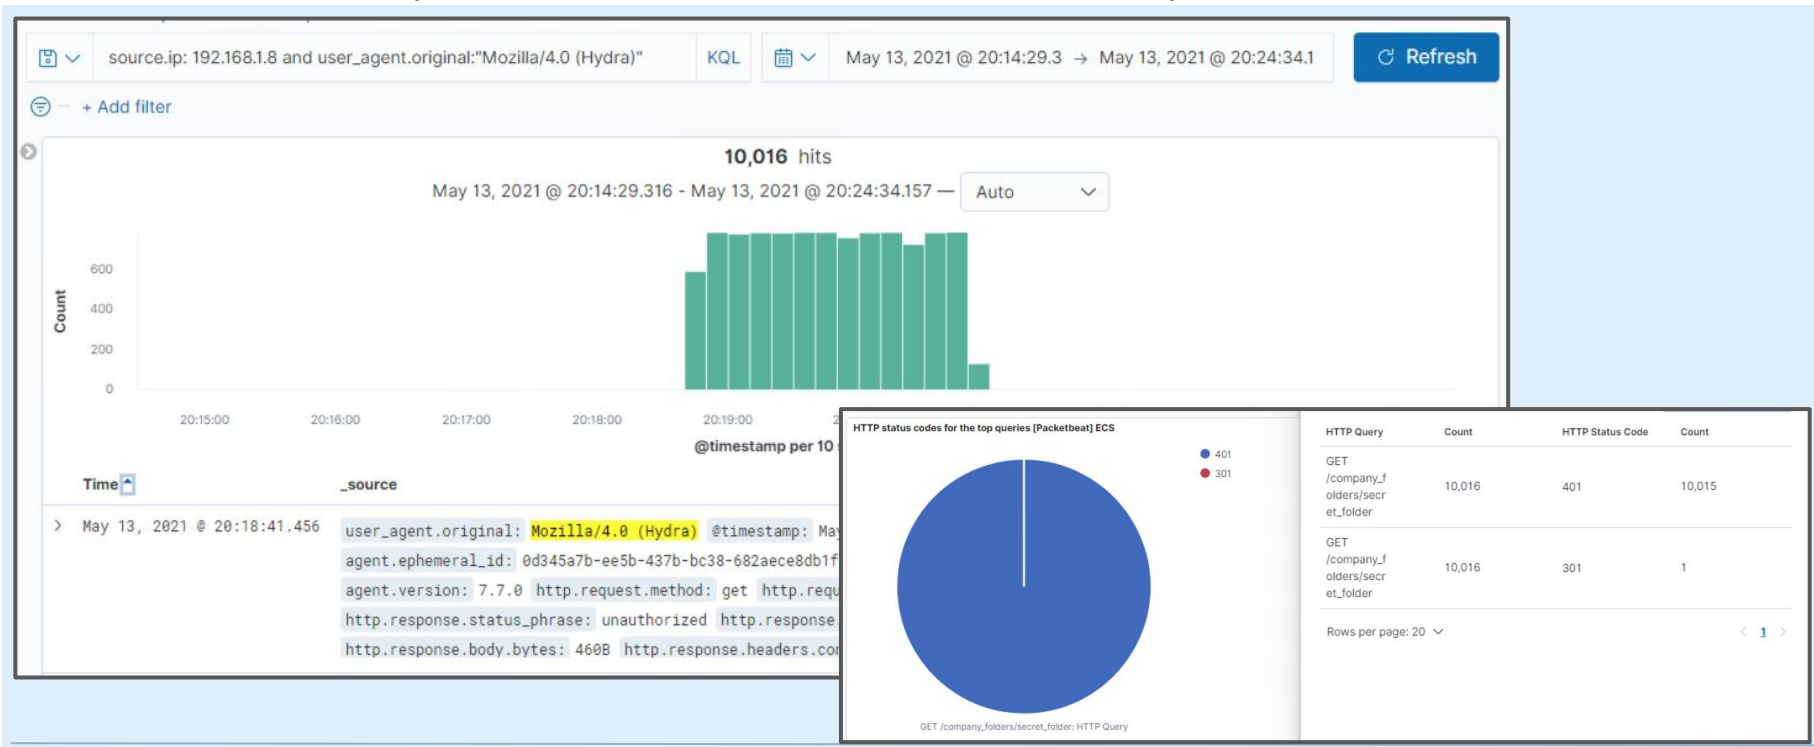 source.ip: 192.168.1.8 and user_agent.original:"Mozilla/4.0 (Hydra)"
KQL
May 13, 2021 @ 20:14:29.3 → May 13, 2021 @ 20:24:34.1
Refresh
+ Add filter
10,016 hits
May 13, 2021 @ 20:14:29.316 - May 13, 2021 @ 20:24:34.157 —
Auto
Count
600
400
200
0
20:15:00
20:16:00
20:17:00
20:18:00
20:19:00
2
@timestamp per 10
Time
_source
May 13, 2021 @ 20:18:41.456
user_agent.original: Mozilla/4.0 (Hydra) @timestamp: May
agent.ephemeral_id: 0d345a7b-ee5b-437b-bc38-682aece8db1f
agent.version: 7.7.0 http.request.method: get http.requ
http.response.status_phrase: unauthorized http.response.
http.response.body.bytes: 460B http.response.headers.con
HTTP status codes for the top queries [Packetbeat] ECS
401
301
GET /company_folders/secret_folder: HTTP Query
HTTP Query Count HTTP Status Code Count
GET
/company_f
olders/secr
et_folder
10,016 401 10,015
GET
/company_f
olders/secr
et_folder
10,016 301 1
Rows per page: 20
< 1 >